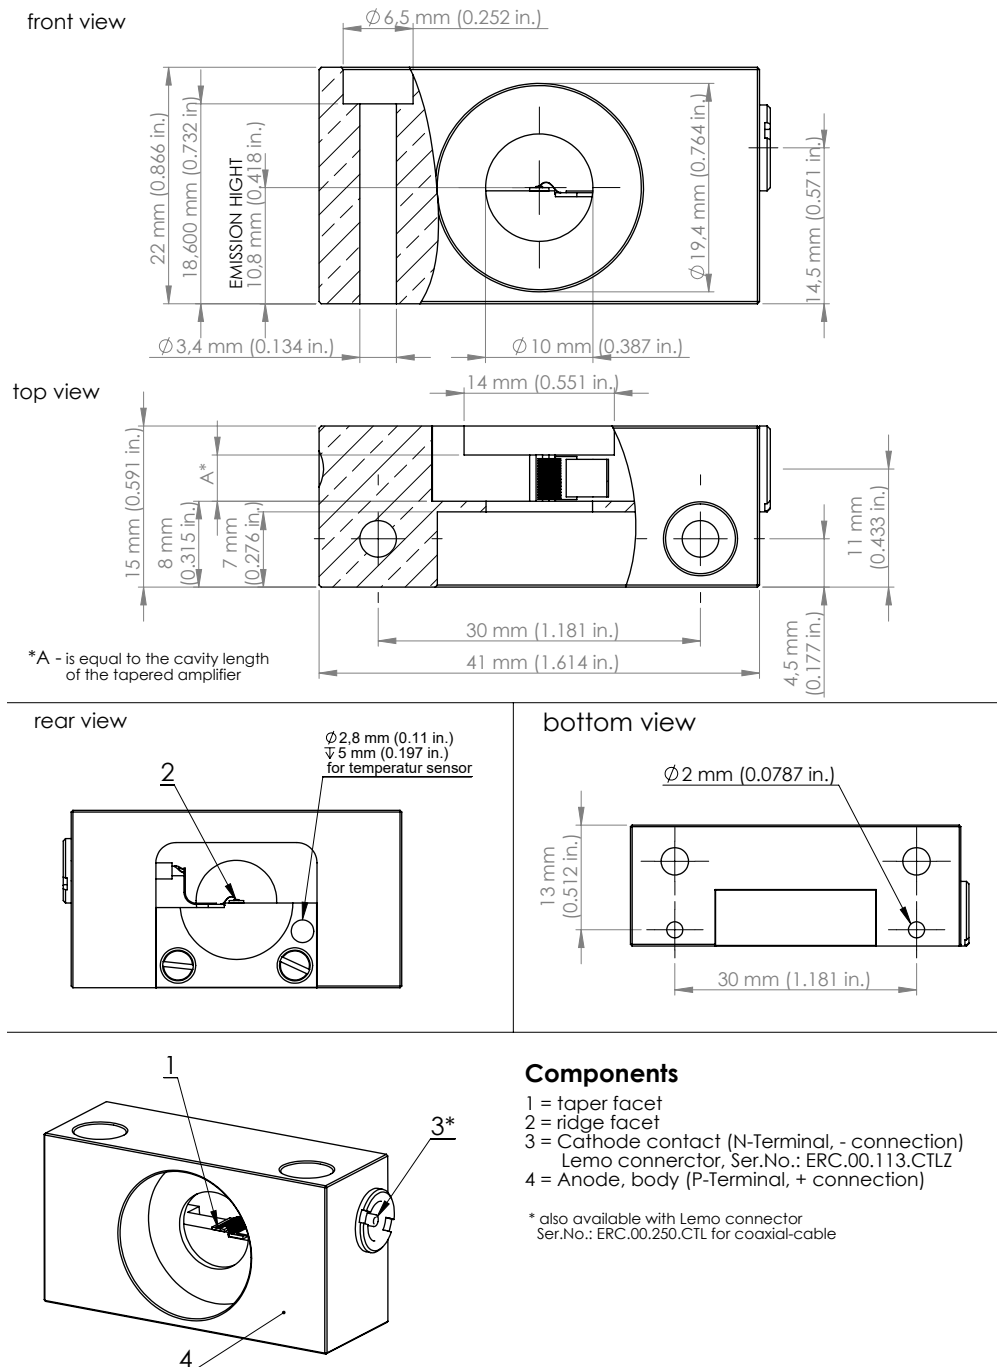 front view
Ø6,5 mm (0.252 in.)
22 mm (0.866 in.)
18,600 mm (0.732 in)
EMISSION HIGHT
10,8 mm (0.418 in.)
Ø19,4 mm (0.764 in.)
14,5 mm (0.571 in.)
Ø3,4 mm (0.134 in.)
Ø10 mm (0.387 in.)
top view
14 mm (0.551 in.)
15 mm (0.591 in.)
A*
8 mm
(0.315 in.)
7 mm
(0.276 in.)
11 mm
(0.433 in.)
4,5 mm
(0.177 in.)
30 mm (1.181 in.)
41 mm (1.614 in.)
*A - is equal to the cavity length
of the tapered amplifier
rear view
Ø2,8 mm (0.11 in.)
↧5 mm (0.197 in.)
for temperatur sensor
2
bottom view
Ø2 mm (0.0787 in.)
13 mm
(0.512 in.)
30 mm (1.181 in.)
1
3*
4
Components
1 = taper facet
2 = ridge facet
3 = Cathode contact (N-Terminal, - connection)
Lemo connerctor, Ser.No.: ERC.00.113.CTLZ
4 = Anode, body (P-Terminal, + connection)
* also available with Lemo connector
Ser.No.: ERC.00.250.CTL for coaxial-cable